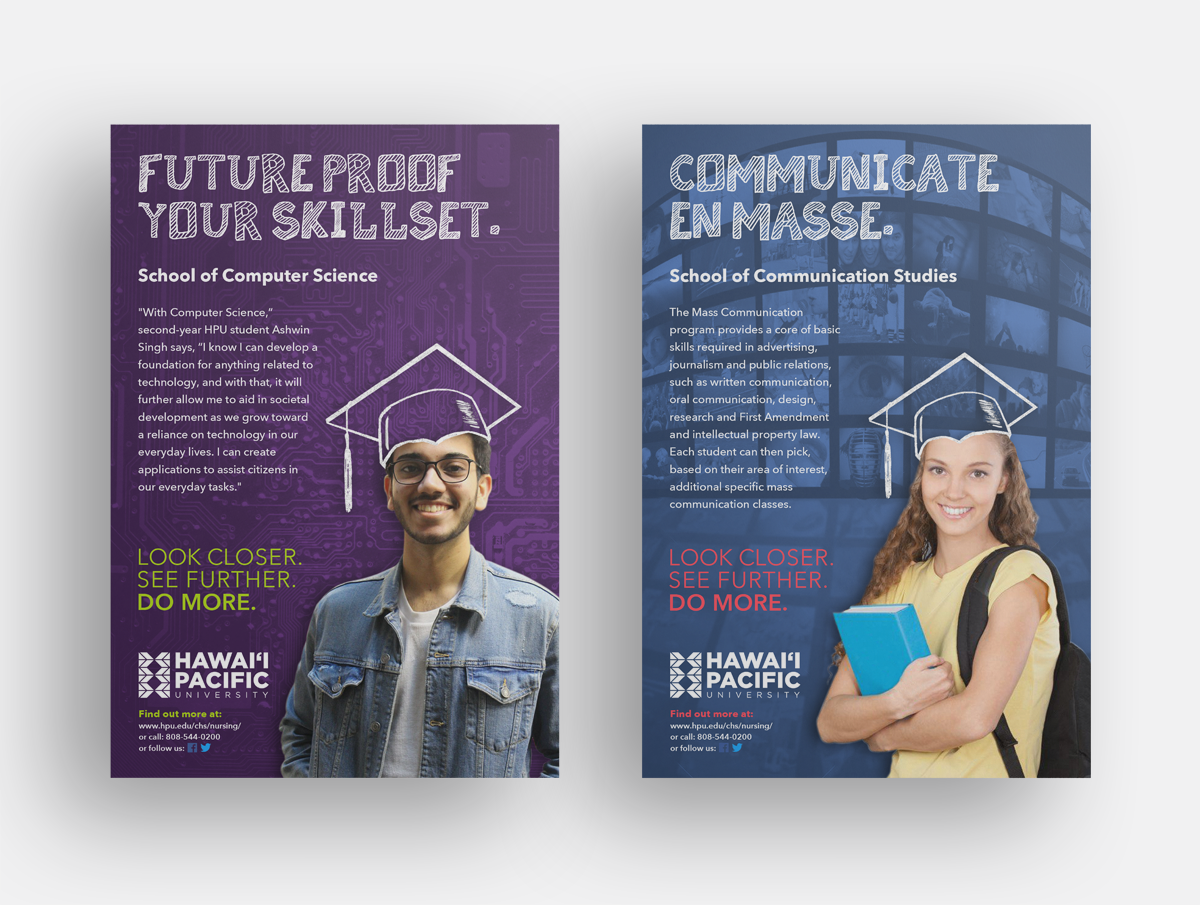 FUTURE PROOF
YOUR SKILLSET.
School of Computer Science
"With Computer Science,"
second-year HPU student Ashwin
Singh says, "I know I can develop a
foundation for anything related to
technology, and with that, it will
further allow me to aid in societal
development as we grow toward
a reliance on technology in our
everyday lives. I can create
applications to assist citizens in
our everyday tasks."
LOOK CLOSER.
SEE FURTHER.
DO MORE.
HAWAI‘I
PACIFIC
UNIVERSITY
Find out more at:
www.hpu.edu/chs/nursing/
or call: 808-544-0200
or follow us:
COMMUNICATE
EN MASSE.
School of Communication Studies
The Mass Communication
program provides a core of basic
skills required in advertising,
journalism and public relations,
such as written communication,
oral communication, design,
research and First Amendment
and intellectual property law.
Each student can then pick,
based on their area of interest,
additional specific mass
communication classes.
LOOK CLOSER.
SEE FURTHER.
DO MORE.
HAWAI‘I
PACIFIC
UNIVERSITY
Find out more at:
www.hpu.edu/chs/nursing/
or call: 808-544-0200
or follow us: